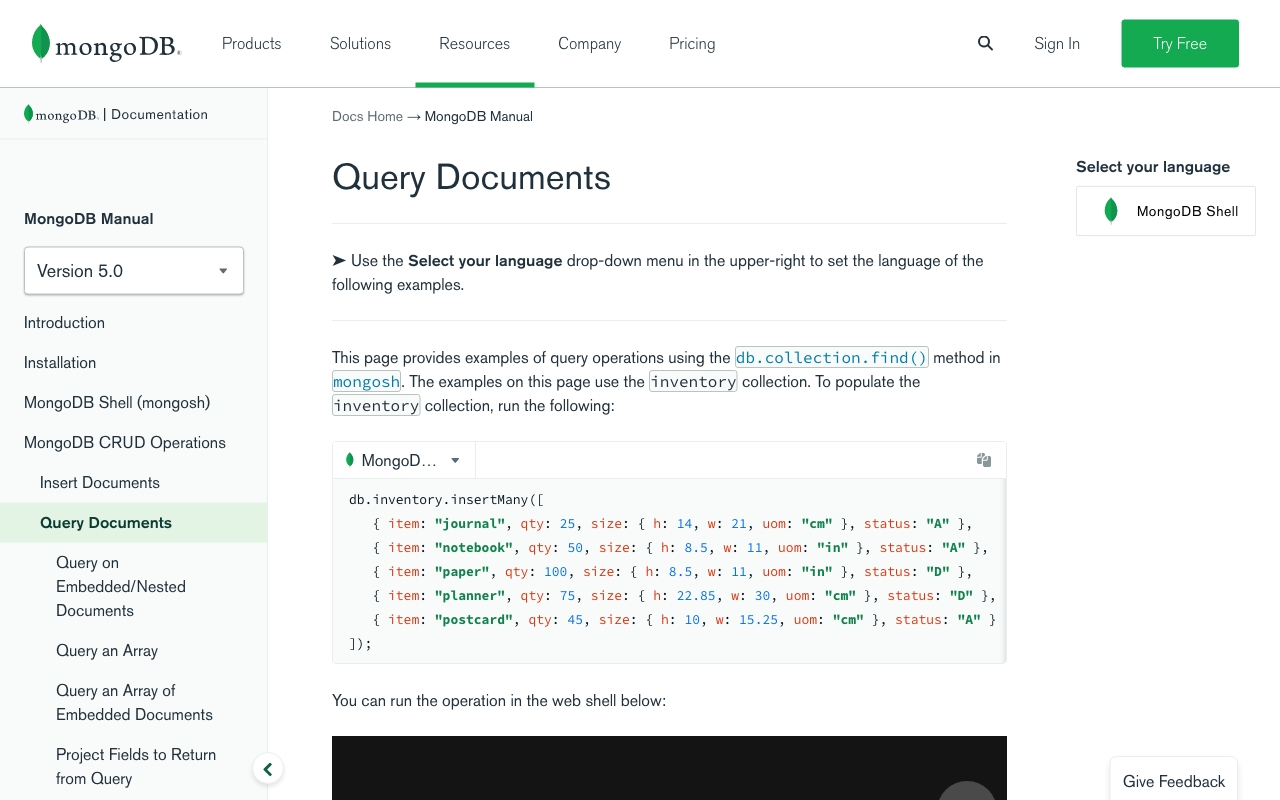 mongoDB.
Products
Solutions
Resources
Company
Pricing
Sign In
Try Free
mongoDB. | Documentation
MongoDB Manual
Version 5.0
Introduction
Installation
MongoDB Shell (mongosh)
MongoDB CRUD Operations
Insert Documents
Query Documents
Query on
Embedded/Nested
Documents
Query an Array
Query an Array of
Embedded Documents
Project Fields to Return
from Query
Docs Home → MongoDB Manual
Query Documents
➤ Use the Select your language drop-down menu in the upper-right to set the language of the
following examples.
This page provides examples of query operations using the db.collection.find() method in
mongosh. The examples on this page use the inventory collection. To populate the
inventory collection, run the following:
MongoD...
db.inventory.insertMany([
{ item: "journal", qty: 25, size: { h: 14, w: 21, uom: "cm" }, status: "A" },
{ item: "notebook", qty: 50, size: { h: 8.5, w: 11, uom: "in" }, status: "A" },
{ item: "paper", qty: 100, size: { h: 8.5, w: 11, uom: "in" }, status: "D" },
{ item: "planner", qty: 75, size: { h: 22.85, w: 30, uom: "cm" }, status: "D" },
{ item: "postcard", qty: 45, size: { h: 10, w: 15.25, uom: "cm" }, status: "A" }
]);
You can run the operation in the web shell below:
Select your language
MongoDB Shell
Give Feedback